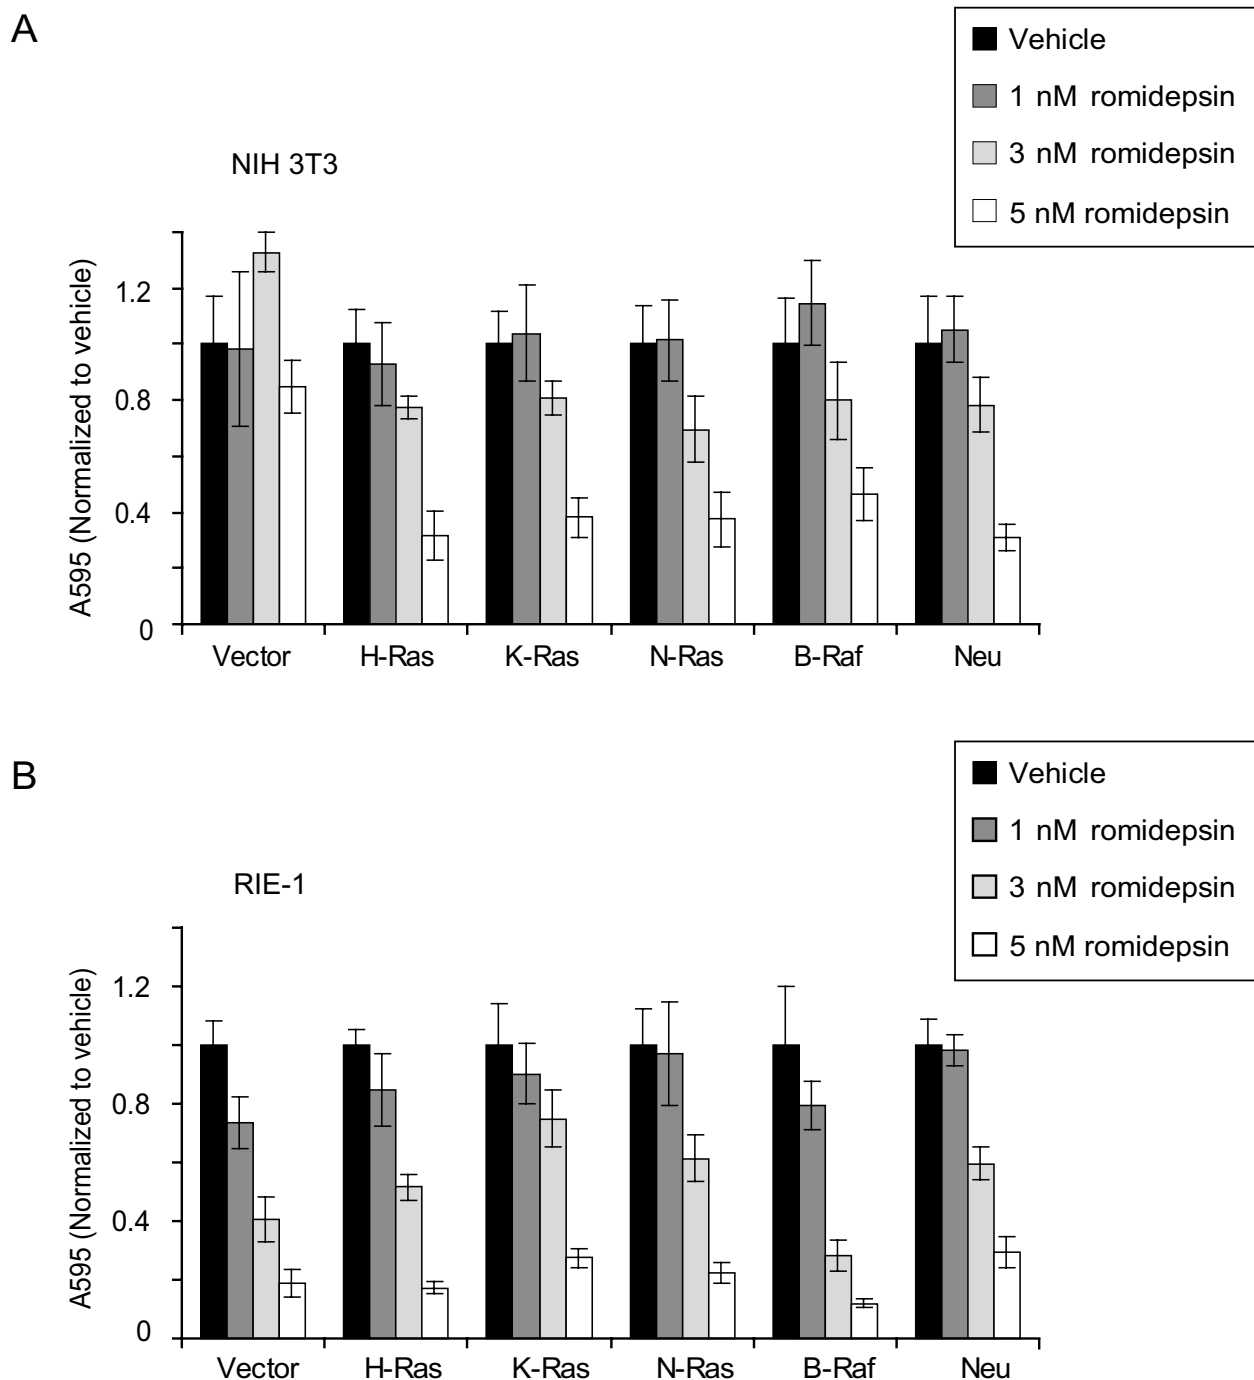 A
Vehicle
1 nM romidepsin
3 nM romidepsin
5 nM romidepsin
NIH 3T3
A595 (Normalized to vehicle)
1.2
0.8
0.4
0
Vector H-Ras K-Ras N-Ras B-Raf Neu
B
Vehicle
1 nM romidepsin
3 nM romidepsin
5 nM romidepsin
RIE-1
A595 (Normalized to vehicle)
1.2
0.8
0.4
0
Vector H-Ras K-Ras N-Ras B-Raf Neu